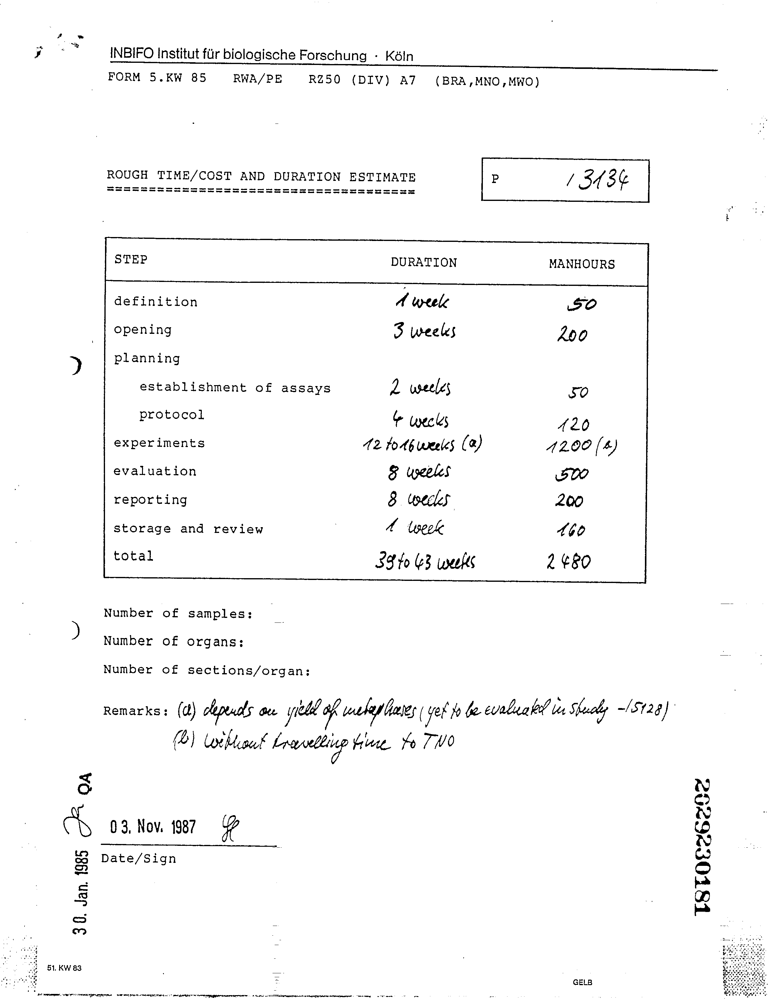 INBIFO Institut für biologische Forschung · Köln
FORM 5.KW 85 RWA/PE RZ50 (DIV) A7 (BRA,MNO,MWO)
ROUGH TIME/COST AND DURATION ESTIMATE
=====================================
P / 3134
STEP DURATION MANHOURS
definition 1 week 50
opening 3 weeks 200
planning
establishment of assays 2 weeks 50
protocol 4 weeks 120
experiments 12 to 16 weeks (a) 1200 (b)
evaluation 8 weeks 500
reporting 8 weeks 200
storage and review 1 week 160
total 39 to 43 weeks 2480
Number of samples:
Number of organs:
Number of sections/organ:
Remarks: (a) depends on yield of metaphases (yet to be evaluated in study -/5128)
(b) without travelling time to TNO
03. Nov. 1987
Date/Sign
30. Jan. 1985 QA
2029230181
51. KW 83
GELB